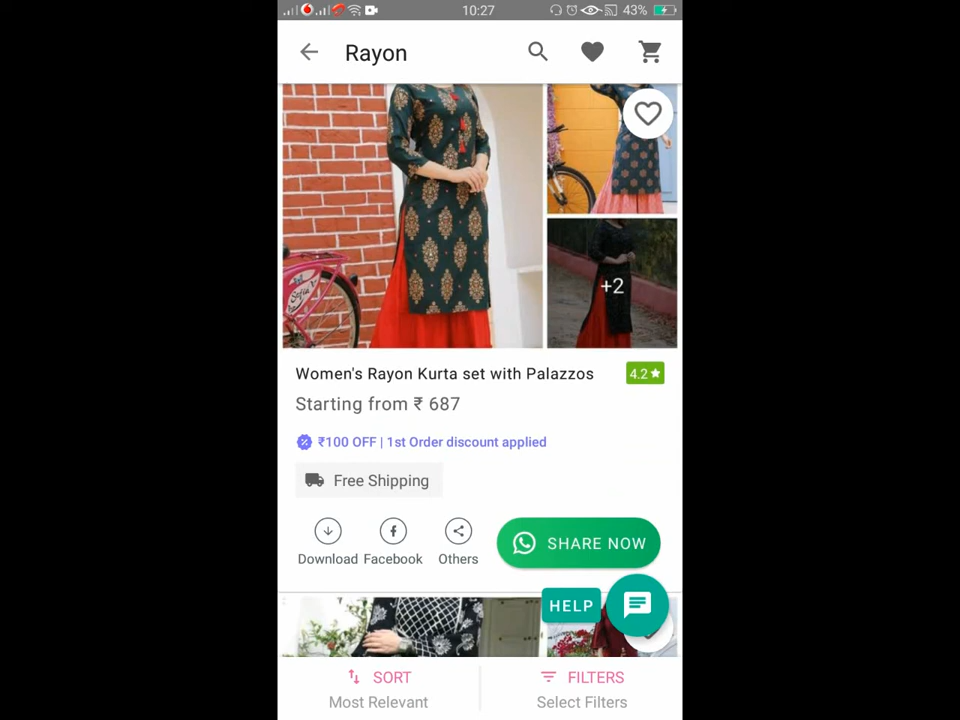 10:27
43%
Rayon
Sofia V
+2
Women's Rayon Kurta set with Palazzos
4.2
Starting from ₹ 687
₹100 OFF | 1st Order discount applied
Free Shipping
Download Facebook Others
SHARE NOW
HELP
SORT
Most Relevant
FILTERS
Select Filters